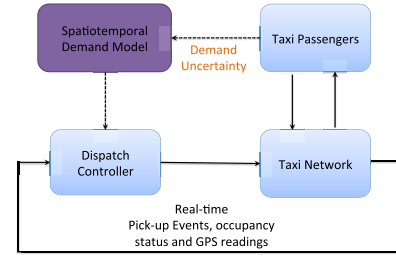 Spatiotemporal
Demand Model
Demand
Uncertainty
Taxi Passengers
Dispatch
Controller
Taxi Network
Real-time
Pick-up Events, occupancy
status and GPS readings